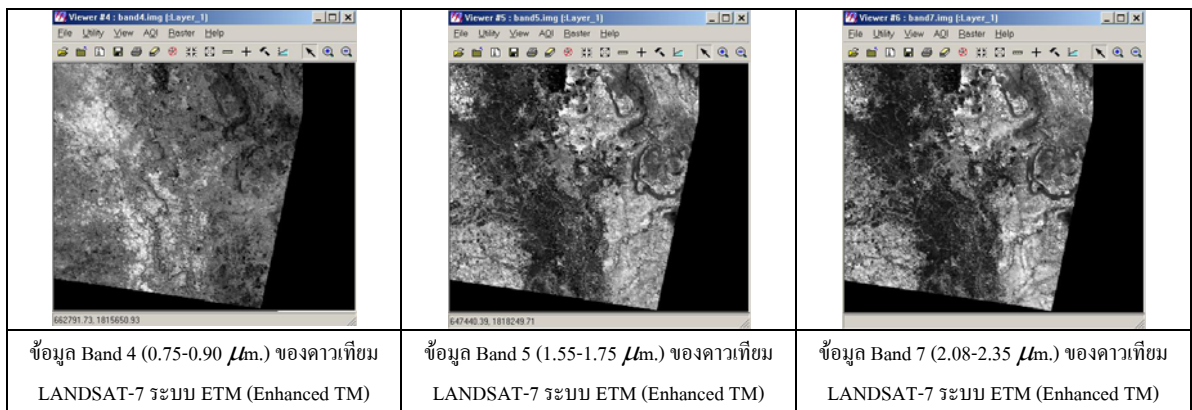 Viewer #4 : band4.img (:Layer_1)
File Utility View AOI Raster Help
662791.73, 1815650.93
Viewer #5 : band5.img (:Layer_1)
File Utility View AOI Raster Help
647440.39, 1818249.71
Viewer #6 : band7.img (:Layer_1)
File Utility View AOI Raster Help
ข้อมูล Band 4 (0.75-0.90 μm.) ของดาวเทียม
LANDSAT-7 ระบบ ETM (Enhanced TM)
ข้อมูล Band 5 (1.55-1.75 μm.) ของดาวเทียม
LANDSAT-7 ระบบ ETM (Enhanced TM)
ข้อมูล Band 7 (2.08-2.35 μm.) ของดาวเทียม
LANDSAT-7 ระบบ ETM (Enhanced TM)